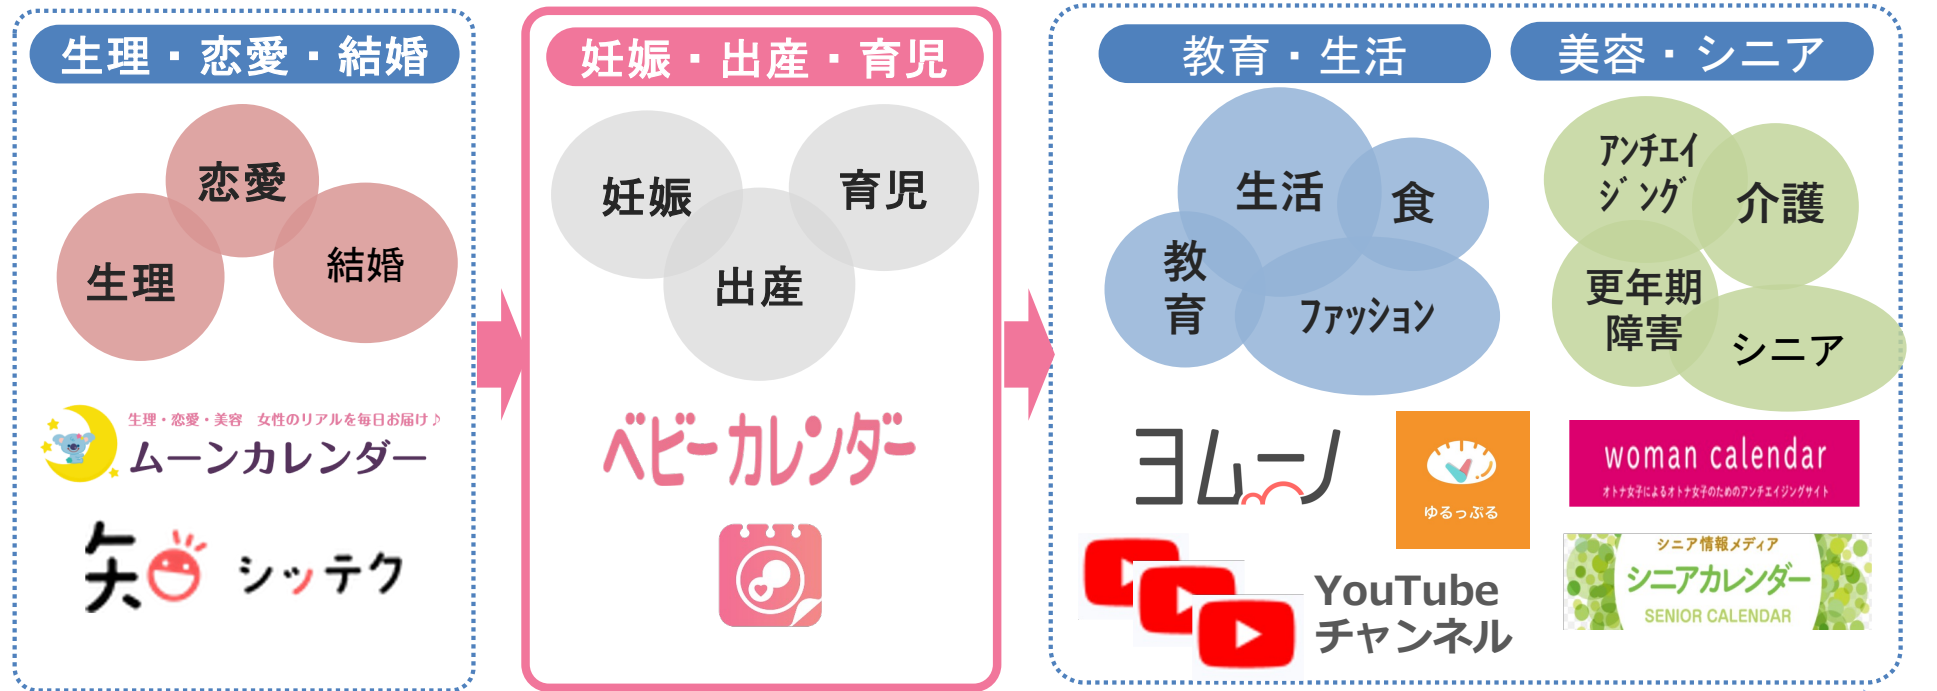 生理・恋愛・結婚
恋愛
生理
結婚
生理・恋愛・美容　女性のリアルを毎日お届け♪
ムーンカレンダー
知
シッテク
妊娠・出産・育児
妊娠
育児
出産
ベビーカレンダー
教育・生活
生活
食
教
育
ファッション
ヨムーノ
ゆるっぷる
YouTube
チャンネル
美容・シニア
アンチエイ
ジング
介護
更年期
障害
シニア
woman calendar
オトナ女子によるオトナ女子のためのアンチエイジングサイト
シニア情報メディア
シニアカレンダー
SENIOR CALENDAR